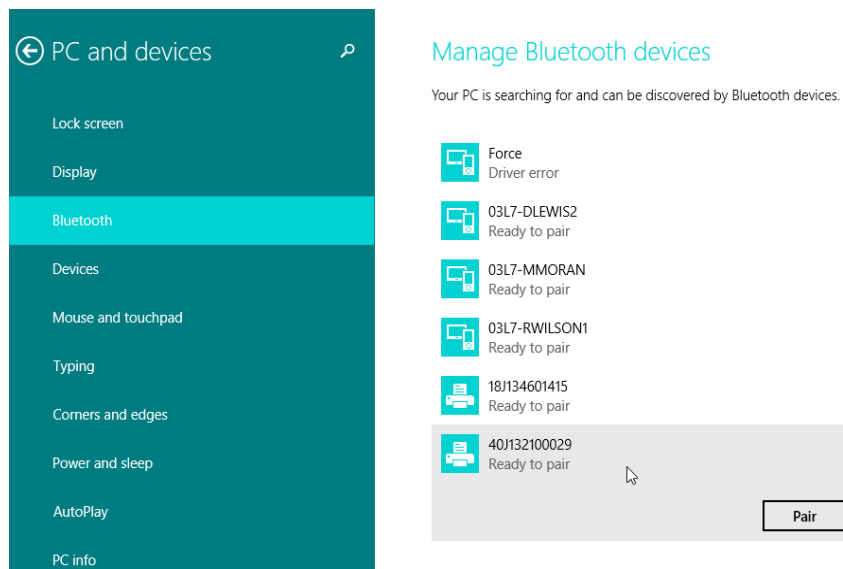 PC and devices
Lock screen
Display
Bluetooth
Devices
Mouse and touchpad
Typing
Corners and edges
Power and sleep
AutoPlay
PC info
Manage Bluetooth devices
Your PC is searching for and can be discovered by Bluetooth devices.
Force
Driver error
03L7-DLEWIS2
Ready to pair
03L7-MMORAN
Ready to pair
03L7-RWILSON1
Ready to pair
18J134601415
Ready to pair
40J132100029
Ready to pair
Pair